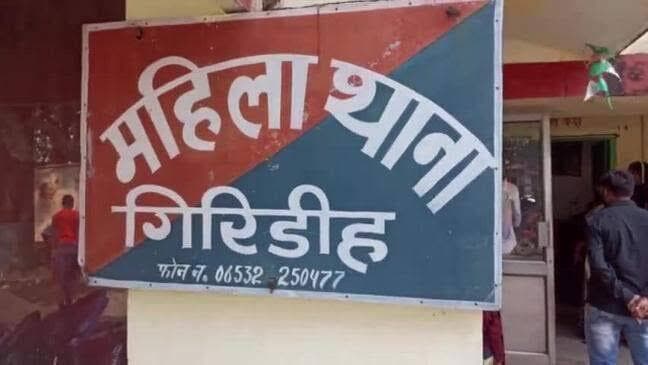 महिला थाना
गिरिडीह
फोन न. 06532 250477